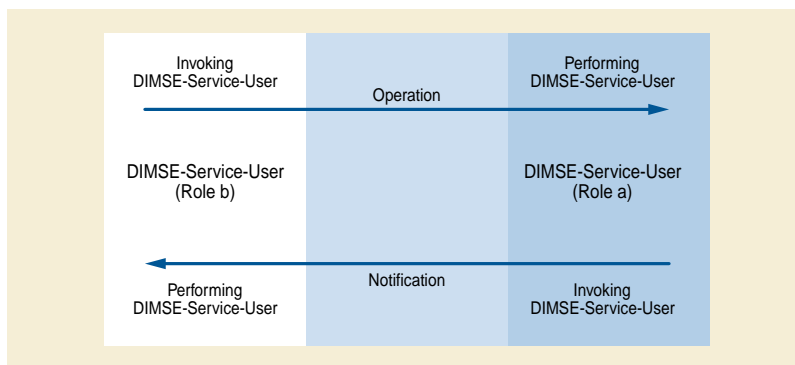 Invoking
DIMSE-Service-User
Performing
DIMSE-Service-User
Operation
DIMSE-Service-User
(Role b)
DIMSE-Service-User
(Role a)
Notification
Performing
DIMSE-Service-User
Invoking
DIMSE-Service-User